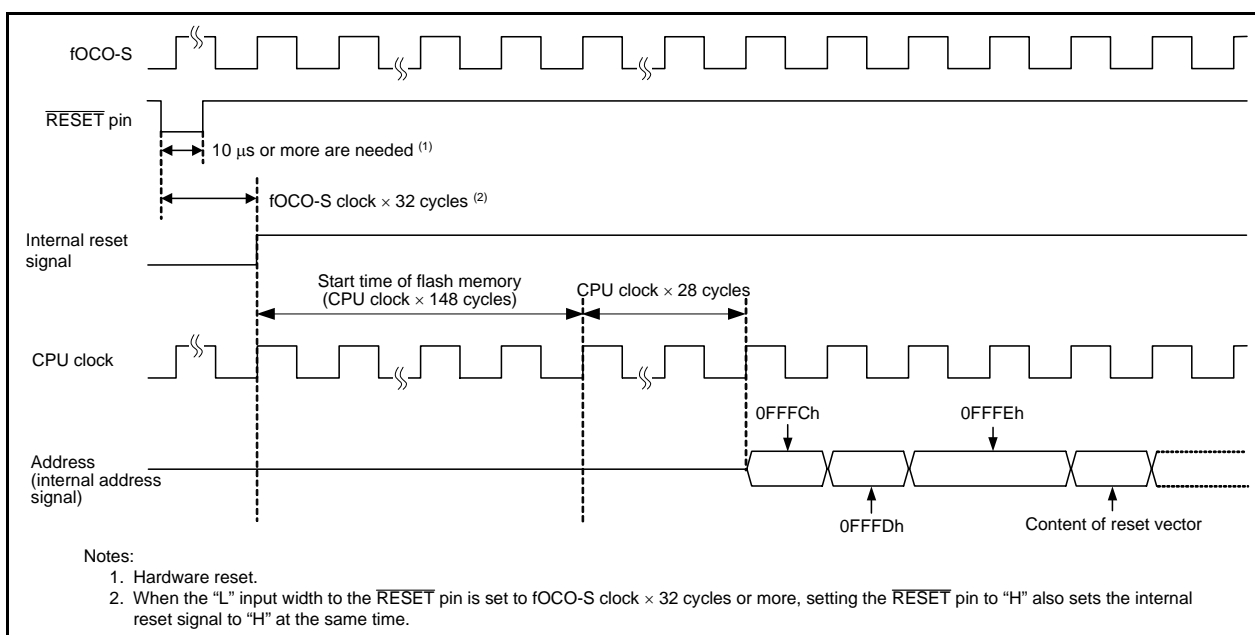 fOCO-S
RESET pin
10 μs or more are needed (1)
fOCO-S clock × 32 cycles (2)
Internal reset
signal
Start time of flash memory
(CPU clock × 148 cycles)
CPU clock × 28 cycles
CPU clock
0FFFCh
0FFFEh
Address
(internal address
signal)
0FFFDh
Content of reset vector
Notes:
1. Hardware reset.
2. When the “L” input width to the RESET pin is set to fOCO-S clock × 32 cycles or more, setting the RESET pin to “H” also sets the internal
reset signal to “H” at the same time.